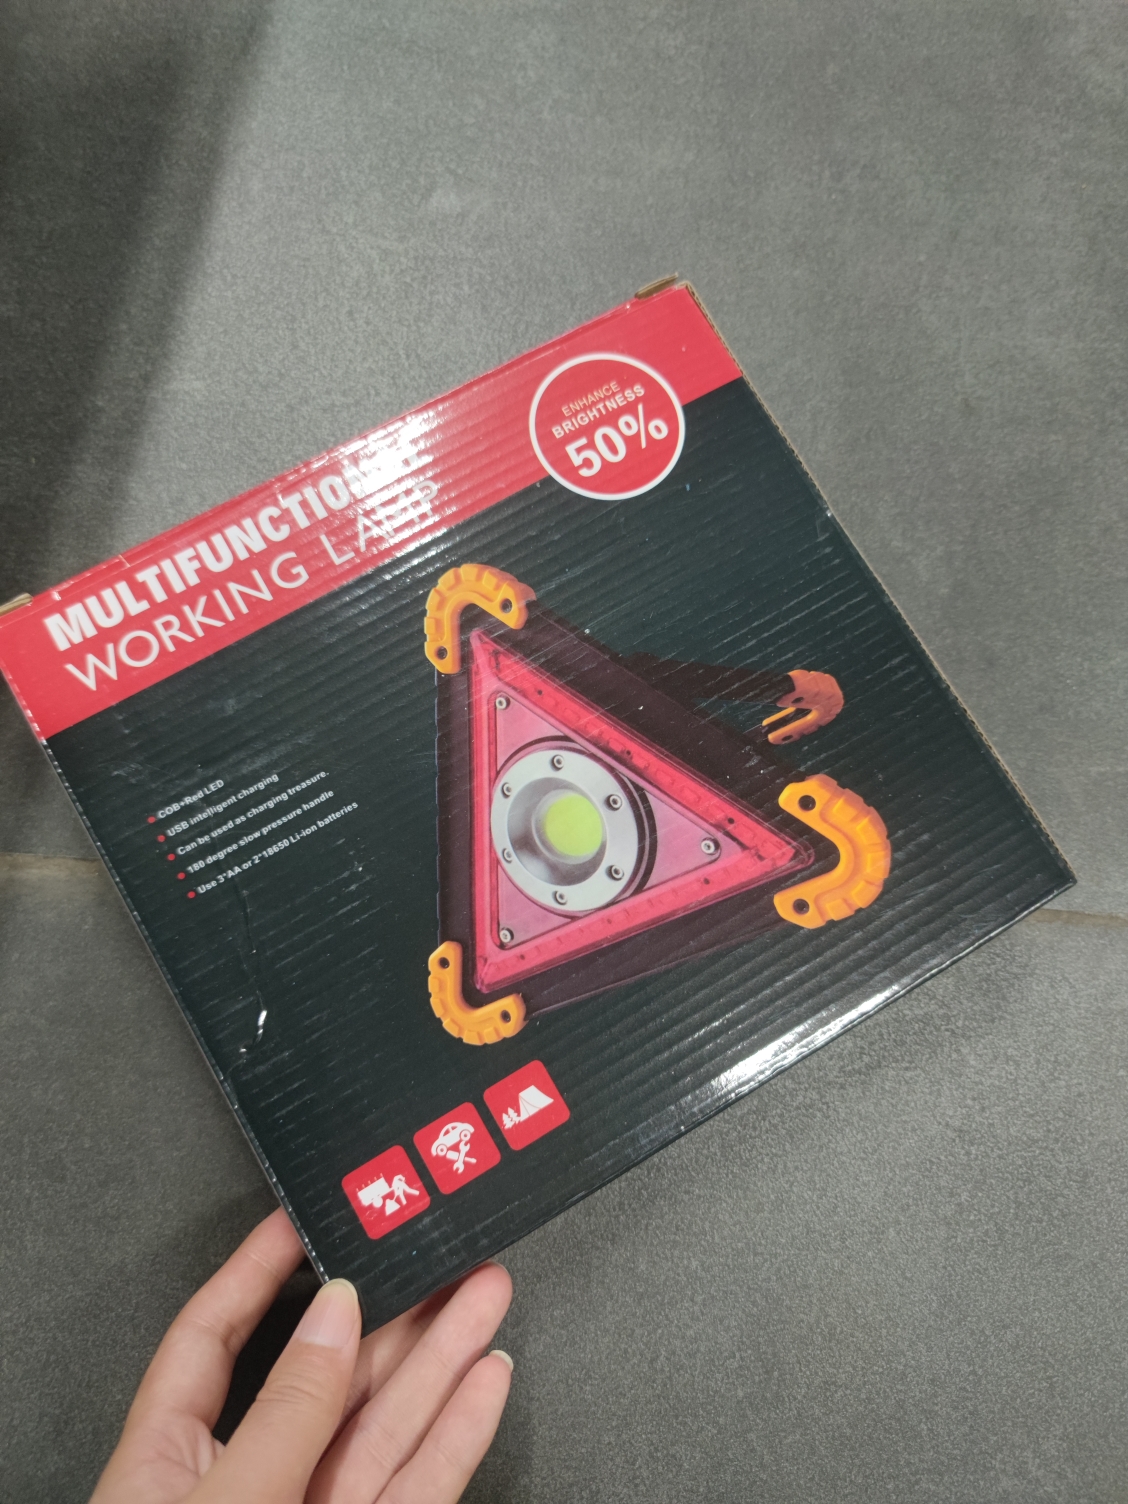 ENHANCE
BRIGHTNESS
50%
MULTIFUNCTION
WORKING LAMP
COB+Red LED
USB intelligent charging
Can be used as charging treasure.
180 degree slow pressure handle
Use 3*AA or 2*18650 Li-ion batteries